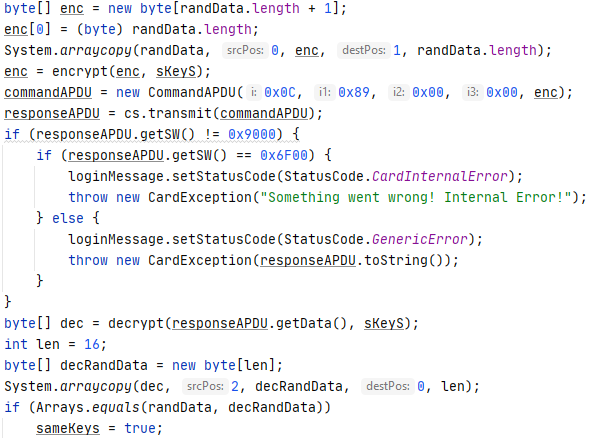 byte[] enc = new byte[randData.length + 1];
enc[0] = (byte) randData.length;
System.arraycopy(randData, srcPos: 0, enc, destPos: 1, randData.length);
enc = encrypt(enc, sKeyS);
commandAPDU = new CommandAPDU( i: 0x0C, i1: 0x89, i2: 0x00, i3: 0x00, enc);
responseAPDU = cs.transmit(commandAPDU);
if (responseAPDU.getSW() != 0x9000) {
    if (responseAPDU.getSW() == 0x6F00) {
        loginMessage.setStatusCode(StatusCode.CardInternalError);
        throw new CardException("Something went wrong! Internal Error!");
    } else {
        loginMessage.setStatusCode(StatusCode.GenericError);
        throw new CardException(responseAPDU.toString());
    }
}
byte[] dec = decrypt(responseAPDU.getData(), sKeyS);
int len = 16;
byte[] decRandData = new byte[len];
System.arraycopy(dec, srcPos: 2, decRandData, destPos: 0, len);
if (Arrays.equals(randData, decRandData))
    sameKeys = true;